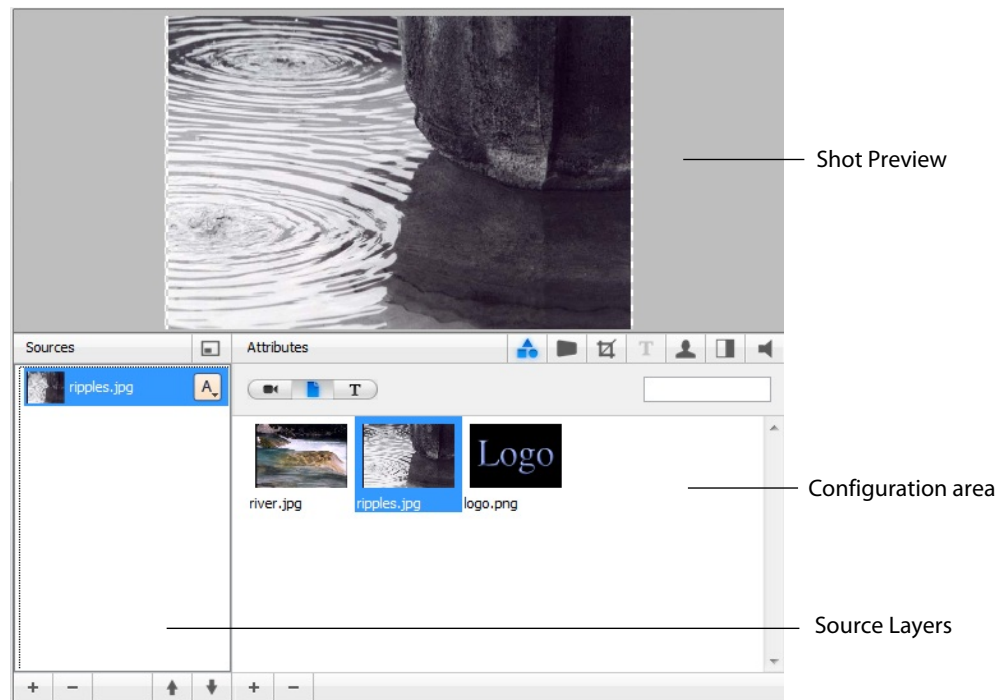 Shot Preview
Sources
Attributes
T
ripples.jpg
A
T
Logo
river.jpg
ripples.jpg
logo.png
Configuration area
Source Layers